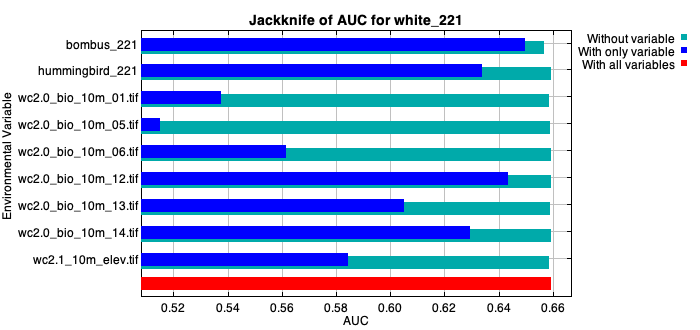 Jackknife of AUC for white_221
Without variable
With only variable
With all variables
Environmental Variable
bombus_221
hummingbird_221
wc2.0_bio_10m_01.tif
wc2.0_bio_10m_05.tif
wc2.0_bio_10m_06.tif
wc2.0_bio_10m_12.tif
wc2.0_bio_10m_13.tif
wc2.0_bio_10m_14.tif
wc2.1_10m_elev.tif
0.52 0.54 0.56 0.58 0.60 0.62 0.64 0.66
AUC